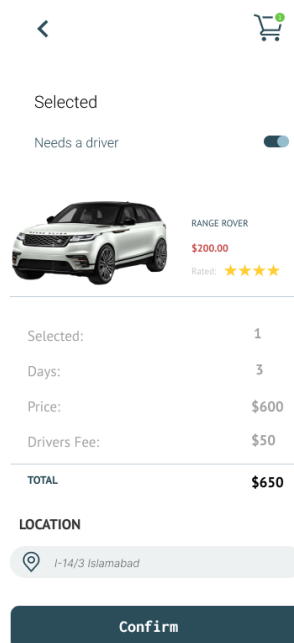 1
Selected
Needs a driver
RANGE ROVER
$200.00
Rated:
Selected: 1
Days: 3
Price: $600
Drivers Fee: $50
TOTAL $650
LOCATION
I-14/3 Islamabad
Confirm